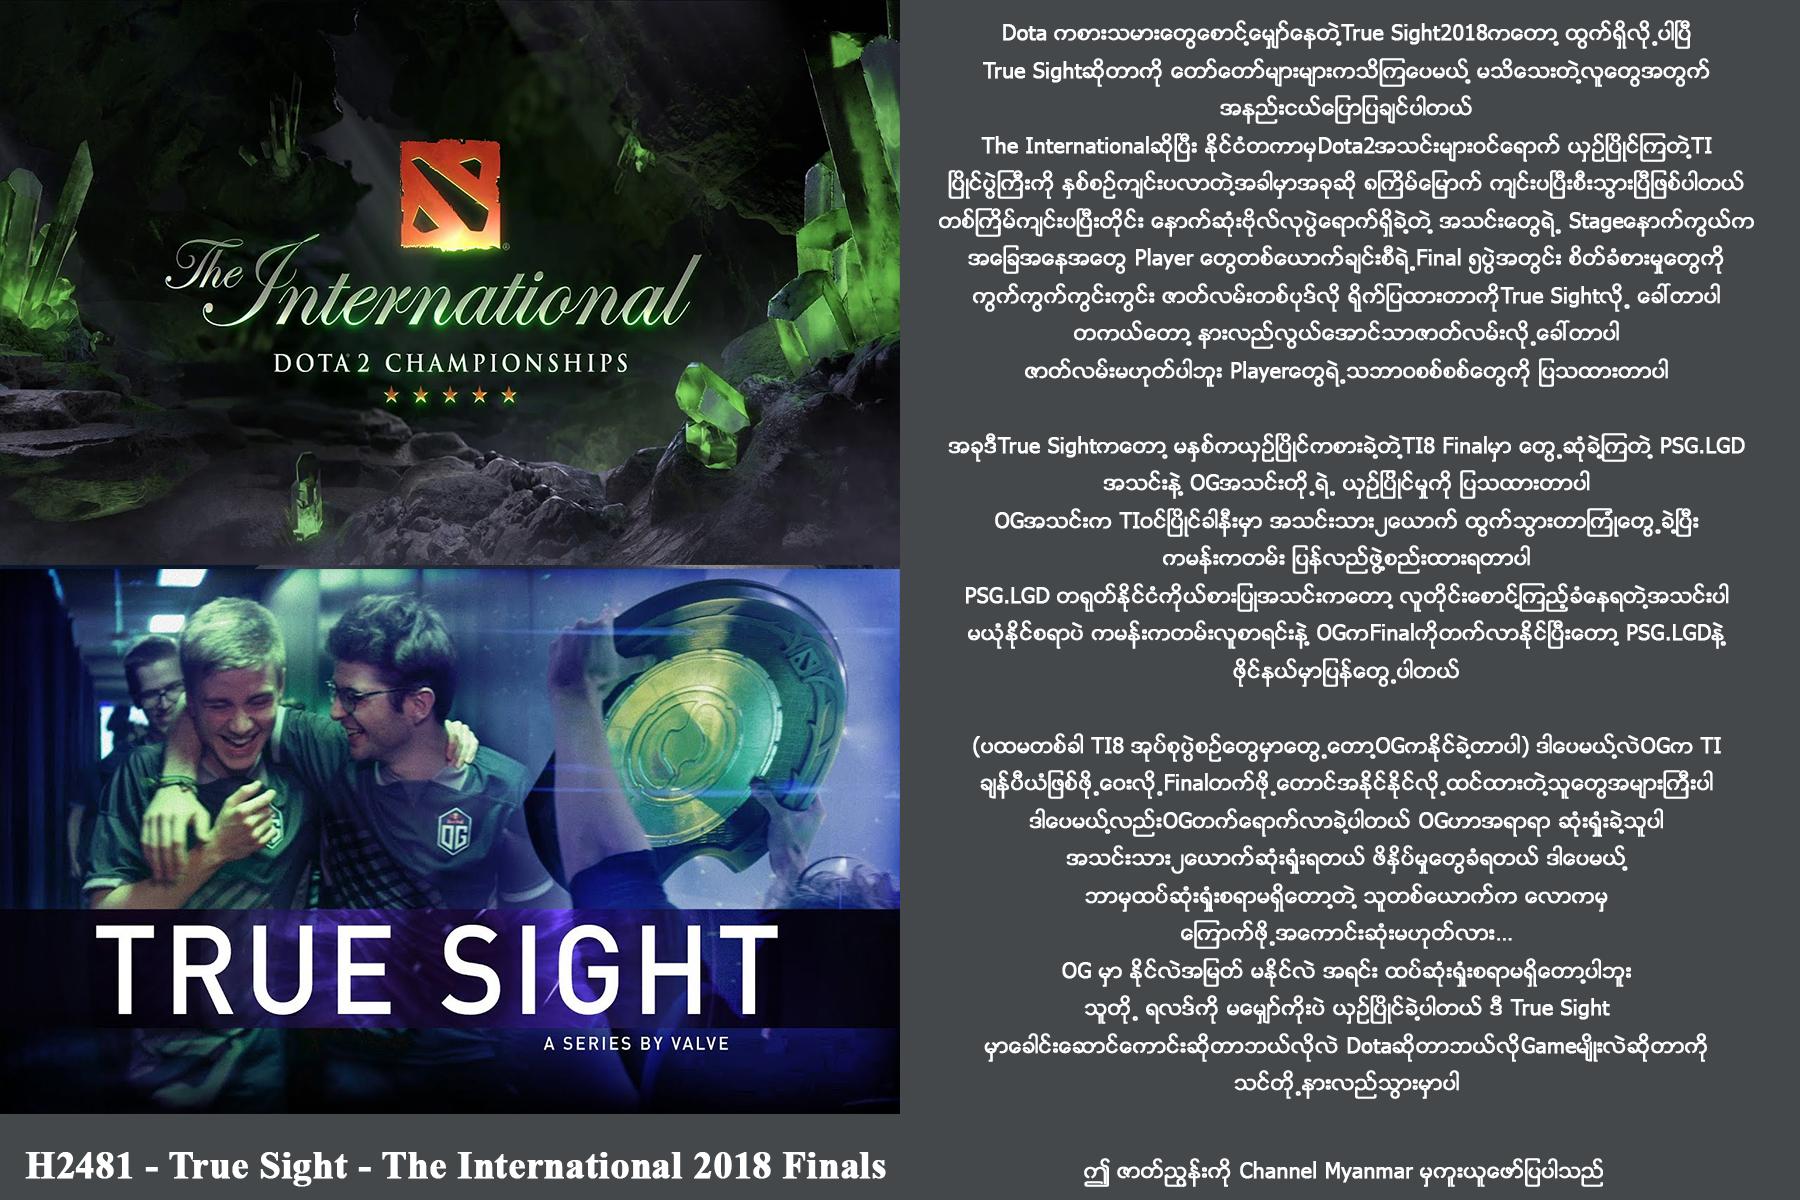 The International
DOTA 2 CHAMPIONSHIPS
OG
OG
TRUE SIGHT
A SERIES BY VALVE
H2481 - True Sight - The International 2018 Finals
Dota ကစားသမားတွေစောင့်မျှော်နေတဲ့True Sight2018ကတော့ ထွက်ရှိလို့ပါပြီ
True Sightဆိုတာကို တော်တော်များများကသိကြပေမယ့် မသိသေးတဲ့လူတွေအတွက်
အနည်းငယ်ပြောပြချင်ပါတယ်
The Internationalဆိုပြီး နိုင်ငံတကာမှDota2အသင်းများဝင်ရောက် ယှဉ်ပြိုင်ကြတဲ့TI
ပြိုင်ပွဲကြီးကို နှစ်စဉ်ကျင်းပလာတဲ့အခါမှာအခုဆို ၈ကြိမ်မြောက် ကျင်းပပြီးစီးသွားပြီဖြစ်ပါတယ်
တစ်ကြိမ်ကျင်းပပြီးတိုင်း နောက်ဆုံးဗိုလ်လုပွဲရောက်ရှိခဲ့တဲ့ အသင်းတွေရဲ့ Stageနောက်ကွယ်က
အခြေအနေအတွေ Player တွေတစ်ယောက်ချင်းစီရဲ့Final ၅ပွဲအတွင်း စိတ်ခံစားမှုတွေကို
ကွက်ကွက်ကွင်းကွင်း ဇာတ်လမ်းတစ်ပုဒ်လို ရိုက်ပြထားတာကိုTrue Sightလို့ ခေါ်တာပါ
တကယ်တော့ နားလည်လွယ်အောင်သာဇာတ်လမ်းလို့ခေါ်တာပါ
ဇာတ်လမ်းမဟုတ်ပါဘူး Playerတွေရဲ့သဘာဝစစ်စစ်တွေကို ပြသထားတာပါ
အခုဒီTrue Sightကတော့ မနှစ်ကယှဉ်ပြိုင်ကစားခဲ့တဲ့TI8 Finalမှာ တွေ့ဆုံခဲ့ကြတဲ့ PSG.LGD
အသင်းနဲ့ OGအသင်းတို့ရဲ့ ယှဉ်ပြိုင်မှုကို ပြသထားတာပါ
OGအသင်းက TIဝင်ပြိုင်ခါနီးမှာ အသင်းသား၂ယောက် ထွက်သွားတာကြုံတွေ့ခဲ့ပြီး
ကမန်းကတမ်း ပြန်လည်ဖွဲ့စည်းထားရတာပါ
PSG.LGD တရုတ်နိုင်ငံကိုယ်စားပြုအသင်းကတော့ လူတိုင်းစောင့်ကြည့်ခံနေရတဲ့အသင်းပါ
မယုံနိုင်စရာပဲ ကမန်းကတမ်းလူစာရင်းနဲ့ OGကFinalကိုတက်လာနိုင်ပြီးတော့ PSG.LGDနဲ့
ဖိုင်နယ်မှာပြန်တွေ့ပါတယ်
(ပထမတစ်ခါ TI8 အုပ်စုပွဲစဉ်တွေမှာတွေ့တော့OGကနိုင်ခဲ့တာပါ) ဒါပေမယ့်လဲOGက TI
ချန်ပီယံဖြစ်ဖို့ဝေးလို့Finalတက်ဖို့တောင်အနိုင်နိုင်လို့ထင်ထားတဲ့သူတွေအများကြီးပါ
ဒါပေမယ့်လည်းOGတက်ရောက်လာခဲ့ပါတယ် OGဟာအရာရာ ဆုံးရှုံးခဲ့သူပါ
အသင်းသား၂ယောက်ဆုံးရှုံးရတယ် ဖိနှိပ်မှုတွေခံရတယ် ဒါပေမယ့်
ဘာမှထပ်ဆုံးရှုံးစရာမရှိတော့တဲ့ သူတစ်ယောက်က လောကမှ
ကြောက်ဖို့အကောင်းဆုံးမဟုတ်လား...
OG မှာ နိုင်လဲအမြတ် မနိုင်လဲ အရင်း ထပ်ဆုံးရှုံးစရာမရှိတော့ပါဘူး
သူတို့ ရလဒ်ကို မမျှော်ကိုးပဲ ယှဉ်ပြိုင်ခဲ့ပါတယ် ဒီ True Sight
မှာခေါင်းဆောင်ကောင်းဆိုတာဘယ်လိုလဲ Dotaဆိုတာဘယ်လိုGameမျိုးလဲဆိုတာကို
သင်တို့နားလည်သွားမှာပါ
ဤ ဇာတ်ညွှန်းကို Channel Myanmar မှကူးယူဖော်ပြပါသည်